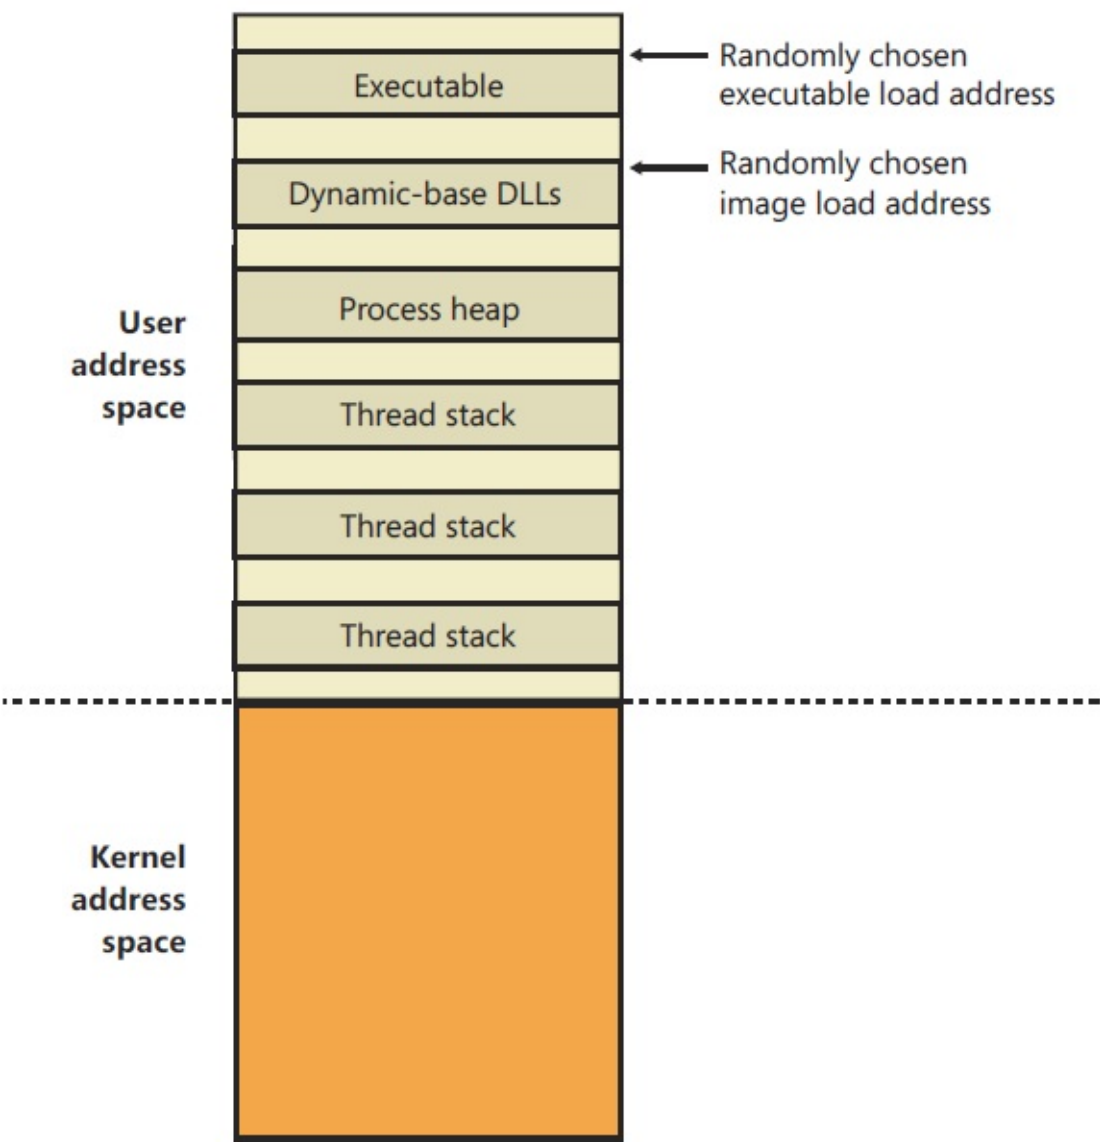 Executable
Randomly chosen
executable load address
Dynamic-base DLLs
Randomly chosen
image load address
User
address
space
Process heap
Thread stack
Thread stack
Thread stack
Kernel
address
space